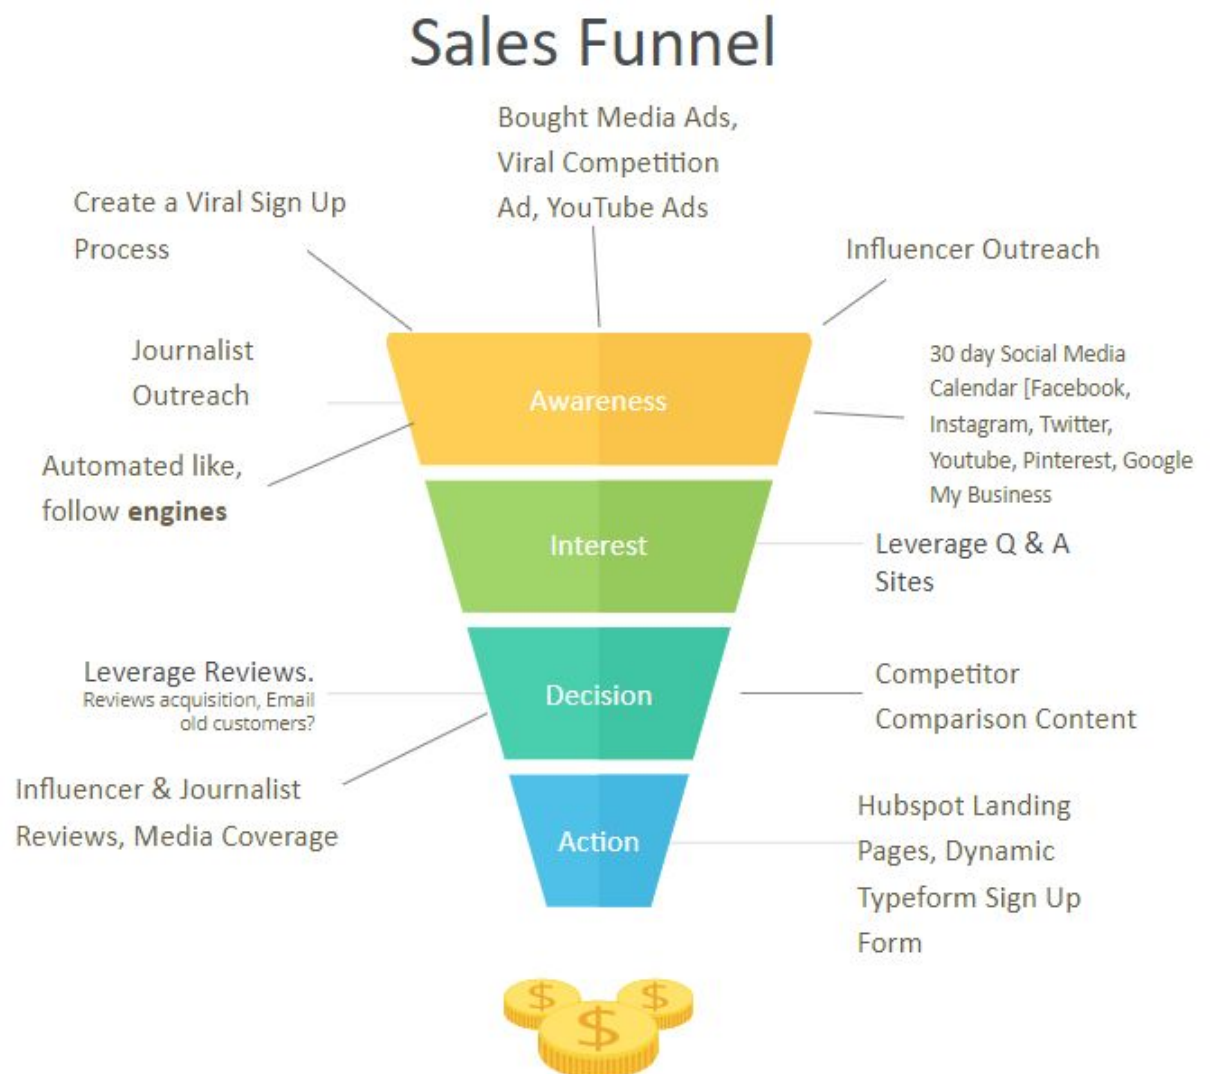 Sales Funnel
Bought Media Ads,
Viral Competition
Ad, YouTube Ads
Create a Viral Sign Up
Process
Influencer Outreach
Journalist
Outreach
30 day Social Media
Calendar [Facebook,
Instagram, Twitter,
Youtube, Pinterest, Google
My Business
Awareness
Automated like,
follow engines
Interest
Leverage Q & A
Sites
Leverage Reviews.
Reviews acquisition, Email
old customers?
Decision
Competitor
Comparison Content
Influencer & Journalist
Reviews, Media Coverage
Action
Hubspot Landing
Pages, Dynamic
Typeform Sign Up
Form
$ $
$